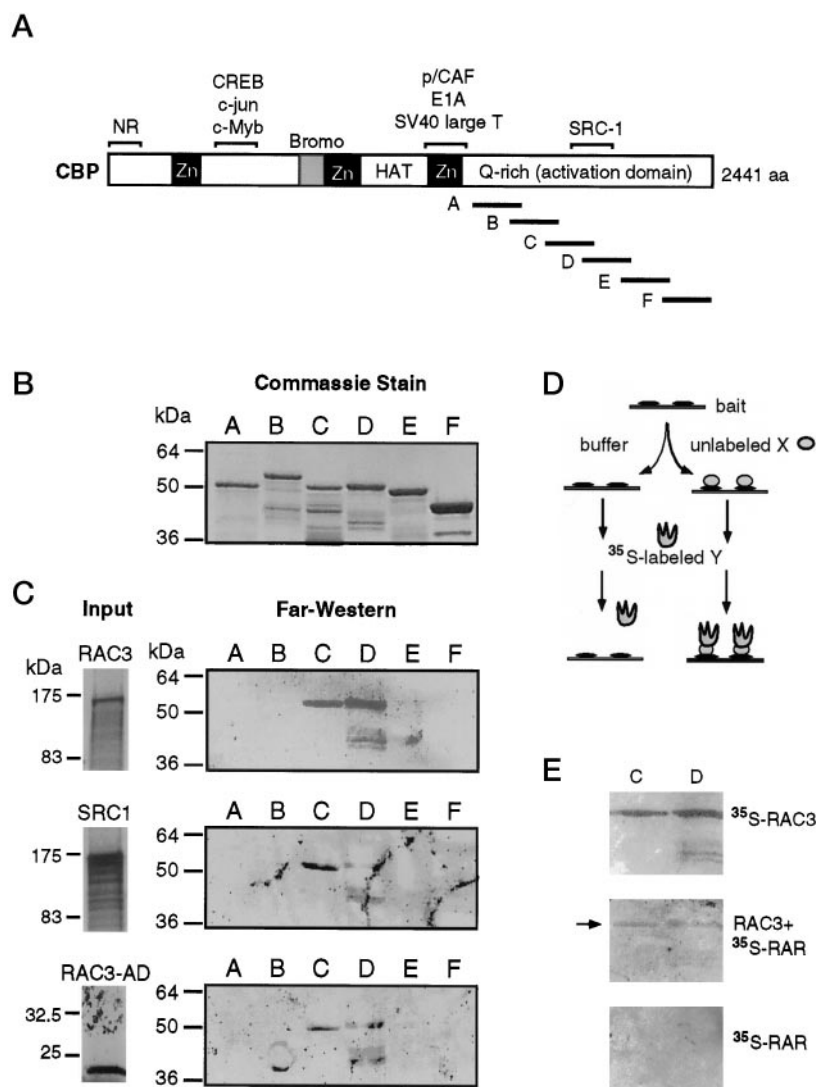 A
CREB
c-jun
c-Myb
p/CAF
E1A
SV40 large T
NR
Bromo
SRC-1
CBP
Zn
Zn
HAT
Zn
Q-rich (activation domain)
2441 aa
A
B
C
D
E
F
B
Commassie Stain
kDa
A B C D E F
64
50
36
D
bait
buffer
unlabeled X
35S-labeled Y
C
Input
Far-Western
RAC3
kDa
175
83
kDa
A B C D E F
64
50
36
SRC1
175
83
A B C D E F
64
50
36
RAC3-AD
32.5
25
A B C D E F
64
50
36
E
C D
35S-RAC3
RAC3+
35S-RAR
35S-RAR